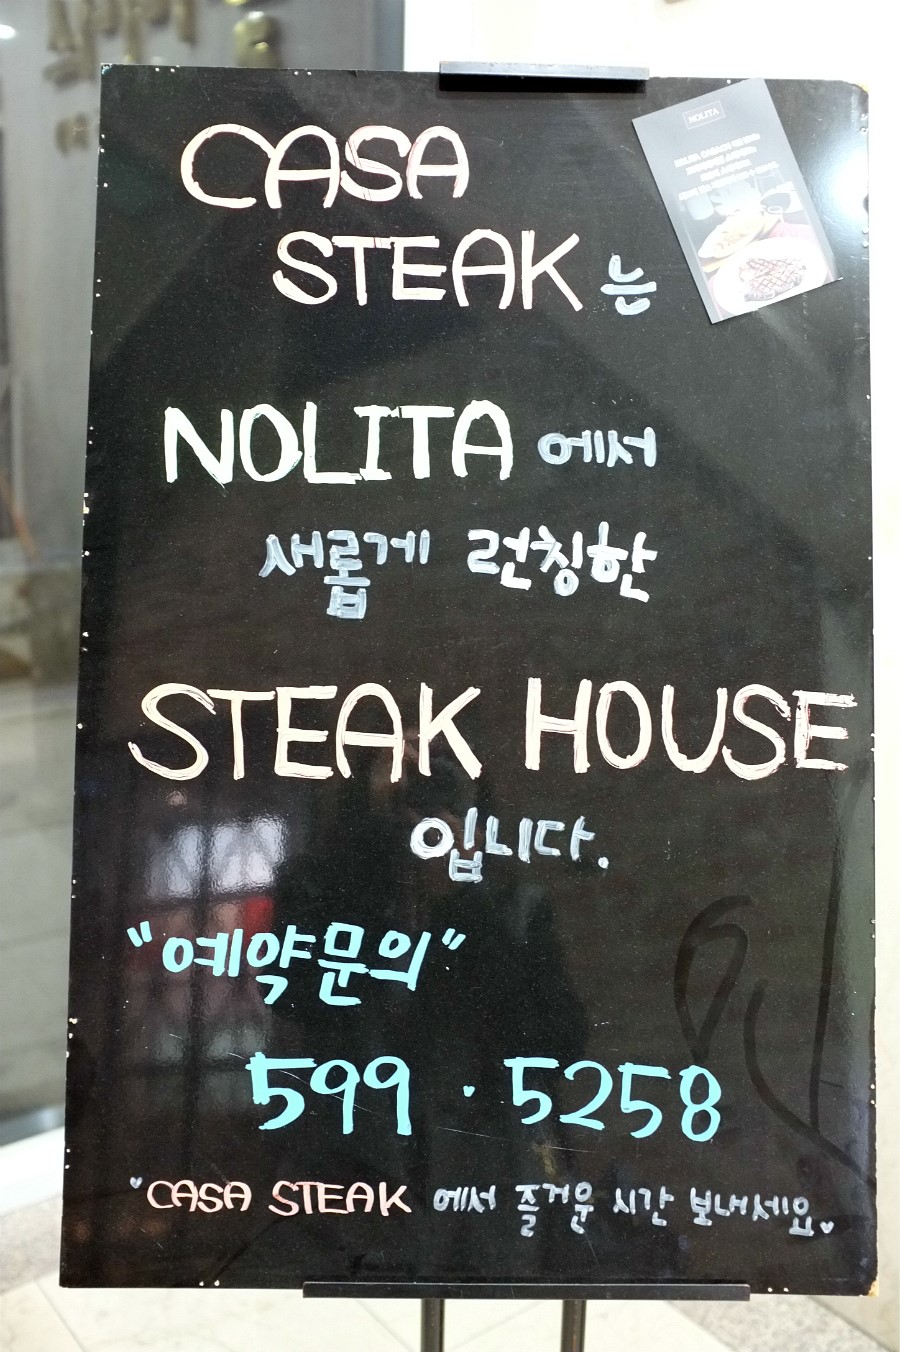 NOLITA
CASA
STEAK 는
NOLITA 에서
새롭게 런칭한
STEAK HOUSE
입니다.
"예약문의"
599 · 5258
"CASA STEAK 에서 즐거운 시간 보내세요